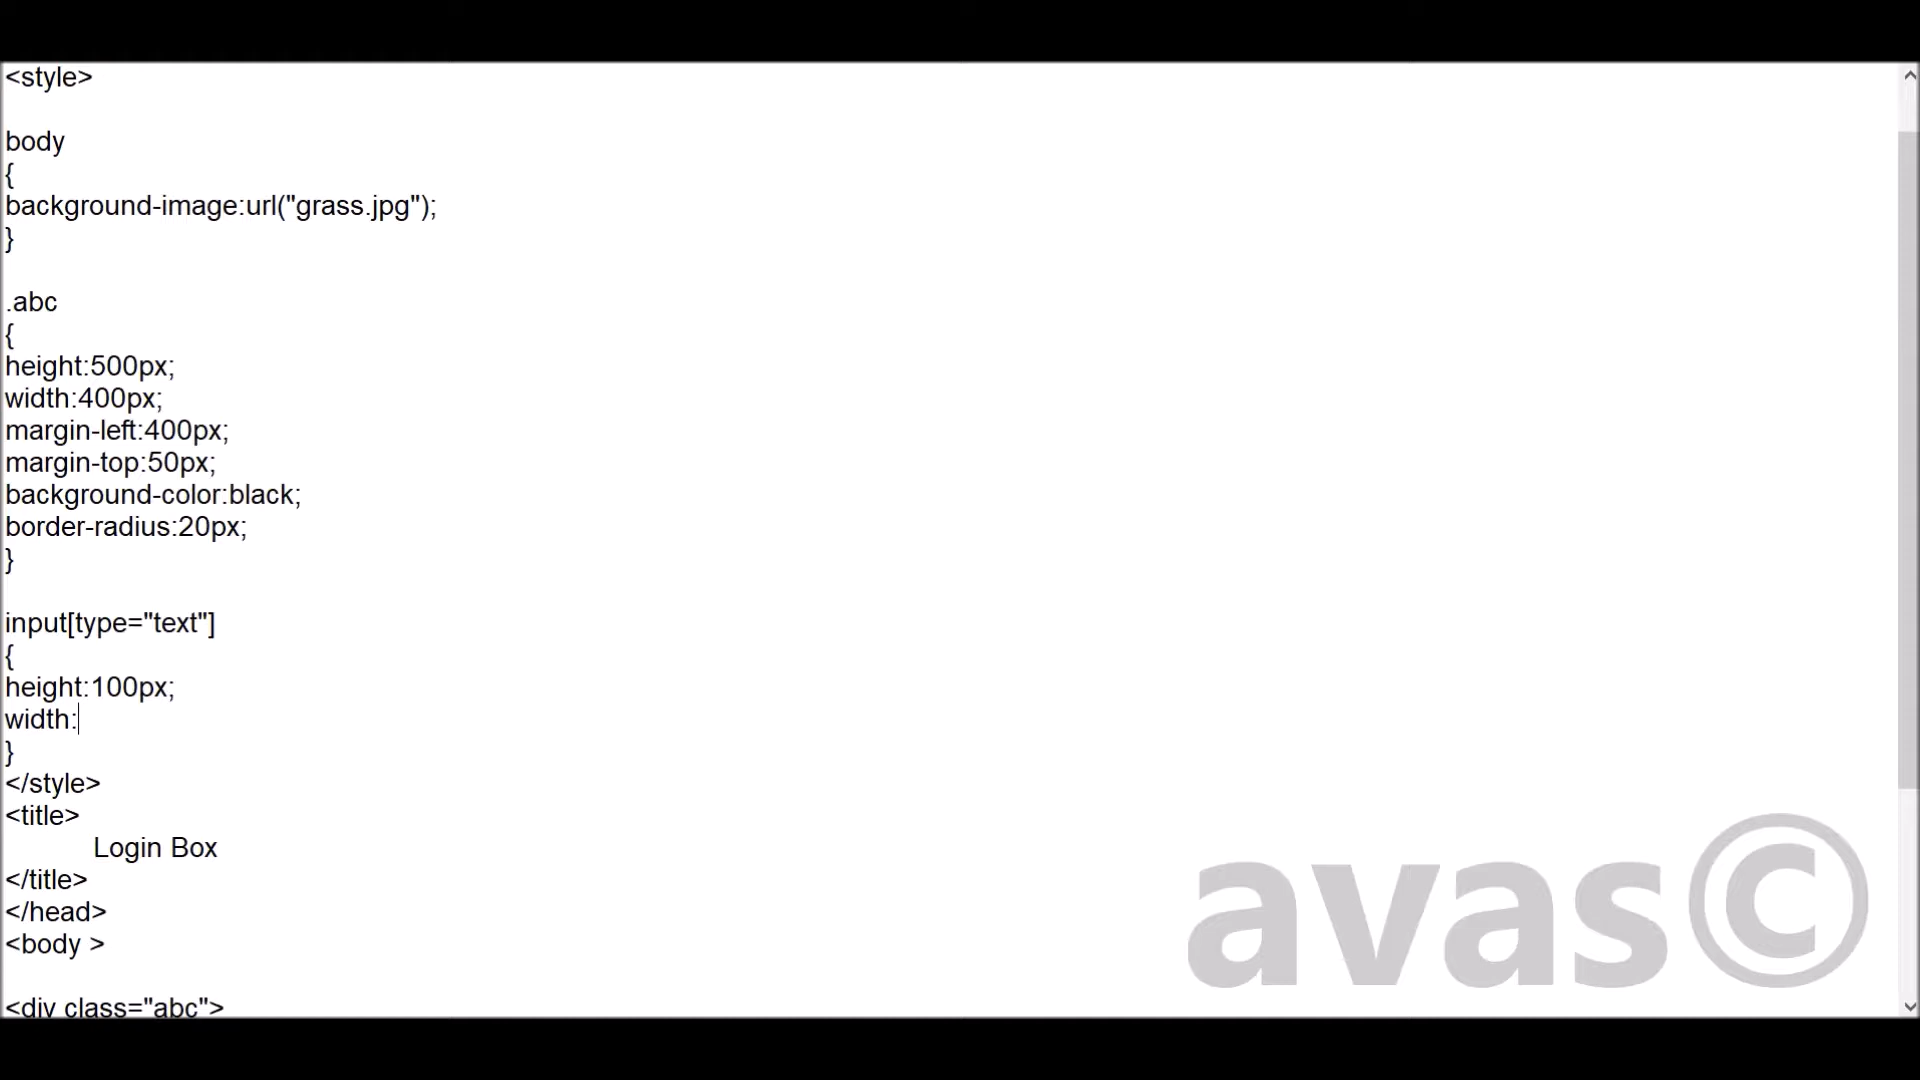 <style>
body
{
background-image:url("grass.jpg");
}
.abc
{
height:500px;
width:400px;
margin-left:400px;
margin-top:50px;
background-color:black;
border-radius:20px;
}
input[type="text"]
{
height:100px;
width:
}
</style>
<title>
Login Box
</title>
</head>
<body >
<div class="abc">
avas©